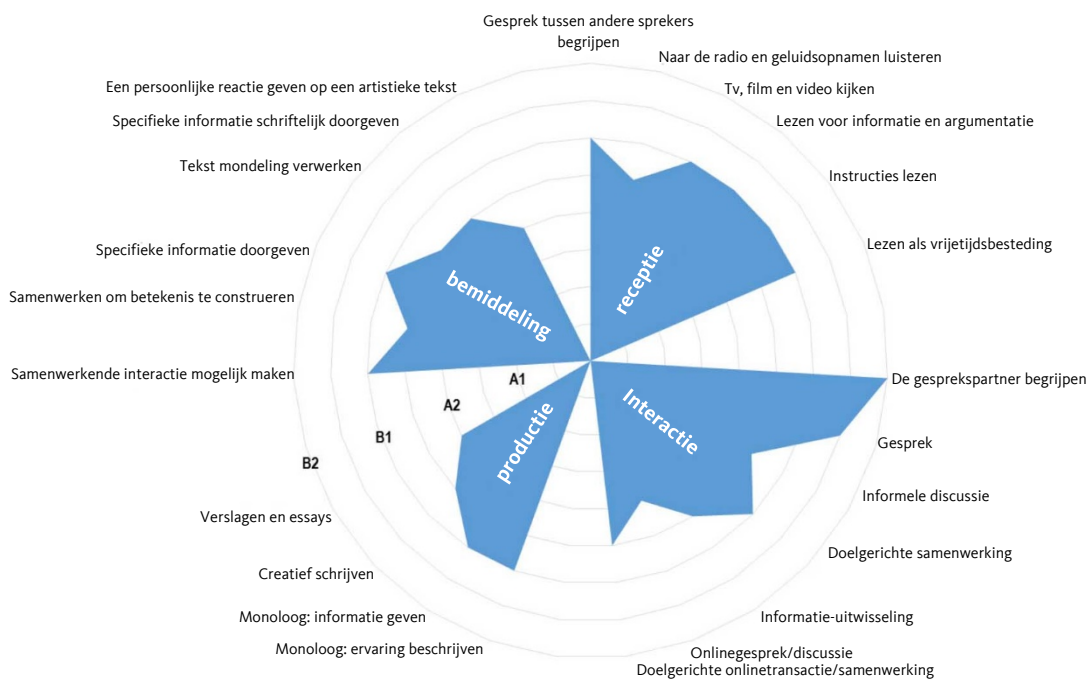 Gesprek tussen andere sprekers
begrijpen
Naar de radio en geluidsopnamen luisteren
Een persoonlijke reactie geven op een artistieke tekst
Tv, film en video kijken
Specifieke informatie schriftelijk doorgeven
Lezen voor informatie en argumentatie
Tekst mondeling verwerken
Instructies lezen
Specifieke informatie doorgeven
Lezen als vrijetijdsbesteding
bemiddeling
receptie
Samenwerken om betekenis te construeren
Samenwerkende interactie mogelijk maken
A1
De gesprekspartner begrijpen
A2
productie
Interactie
B1
Gesprek
B2
Informele discussie
Verslagen en essays
Doelgerichte samenwerking
Creatief schrijven
Monoloog: informatie geven
Informatie-uitwisseling
Monoloog: ervaring beschrijven
Onlinegesprek/discussie
Doelgerichte onlinetransactie/samenwerking